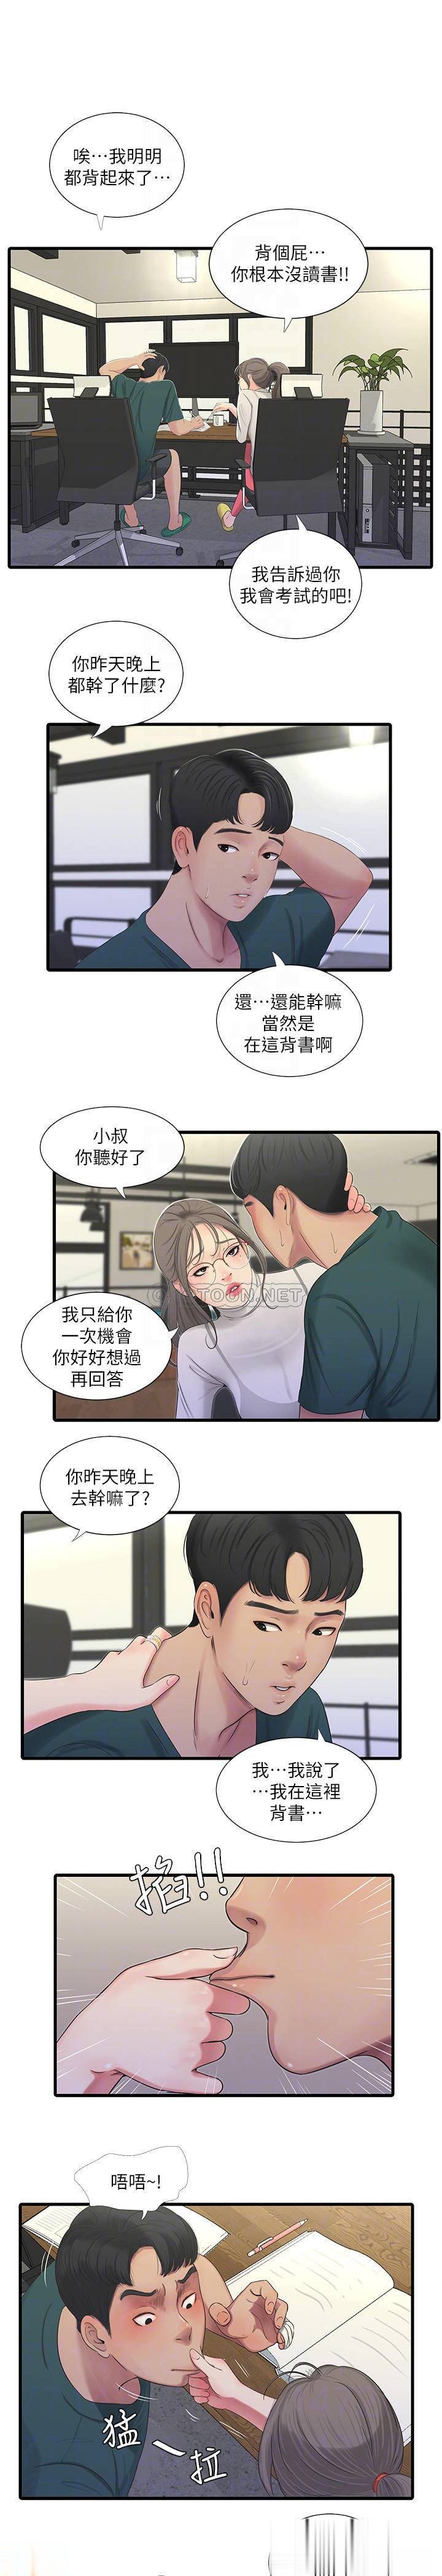 唉⋯我明明
都背起來了⋯
背個屁⋯
你根本沒讀書!!
我告訴過你
我會考試的吧!
你昨天晚上
都幹了什麼?
還⋯還能幹嘛
當然是
在這背書啊
小叔
你聽好了
我只給你
一次機會
你好好想過
再回答
你昨天晚上
去幹嘛了?
我⋯我說了
⋯我在這裡
背書⋯
掐!!
唔唔~!
猛一拉